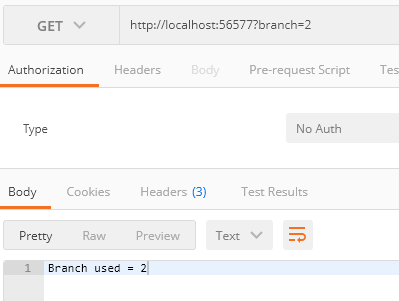 GET http://localhost:56577?branch=2
Authorization Headers Body Pre-request Script Tes
Type No Auth
Body Cookies Headers (3) Test Results
Pretty Raw Preview Text
1 Branch used = 2